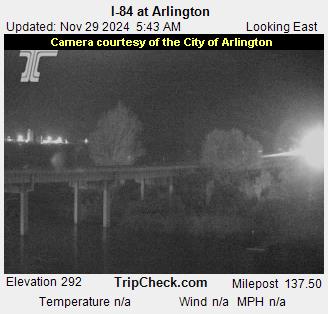 I-84 at Arlington
Updated: Nov 29 2024 5:43 AM Looking East
Camera courtesy of the City of Arlington
Elevation 292 TripCheck.com Milepost 137.50
Temperature n/a Wind n/a MPH n/a